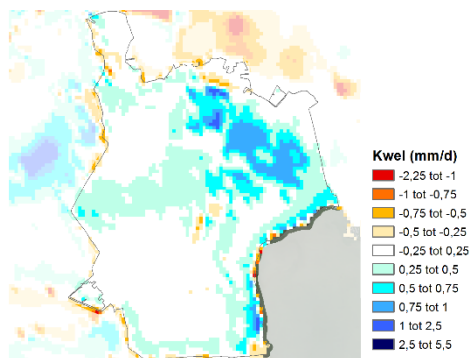 Kwel (mm/d)
-2,25 tot -1
-1 tot -0,75
-0,75 tot -0,5
-0,5 tot -0,25
-0,25 tot 0,25
0,25 tot 0,5
0,5 tot 0,75
0,75 tot 1
1 tot 2,5
2,5 tot 5,5